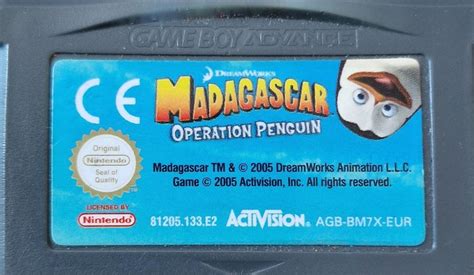 GAME BOY ADVANCE
DREAMWORKS
CE
MADAGASCAR
OPERATION PENGUIN
Original
Nintendo
Seal of
Quality
Madagascar TM & © 2005 DreamWorks Animation L.L.C.
Game © 2005 Activision, Inc. All rights reserved.
LICENSED BY
Nintendo
81205.133.E2
ACTIVISION®
AGB-BM7X-EUR